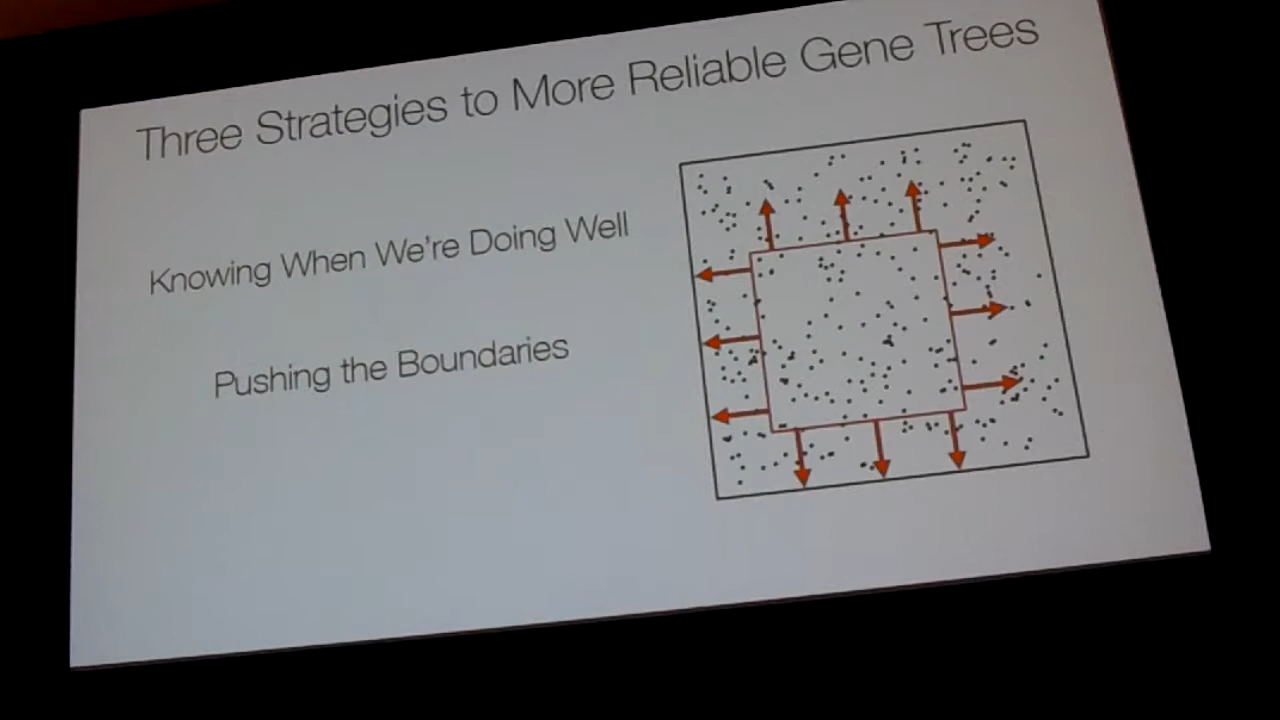 Three Strategies to More Reliable Gene Trees
Knowing When We're Doing Well
Pushing the Boundaries